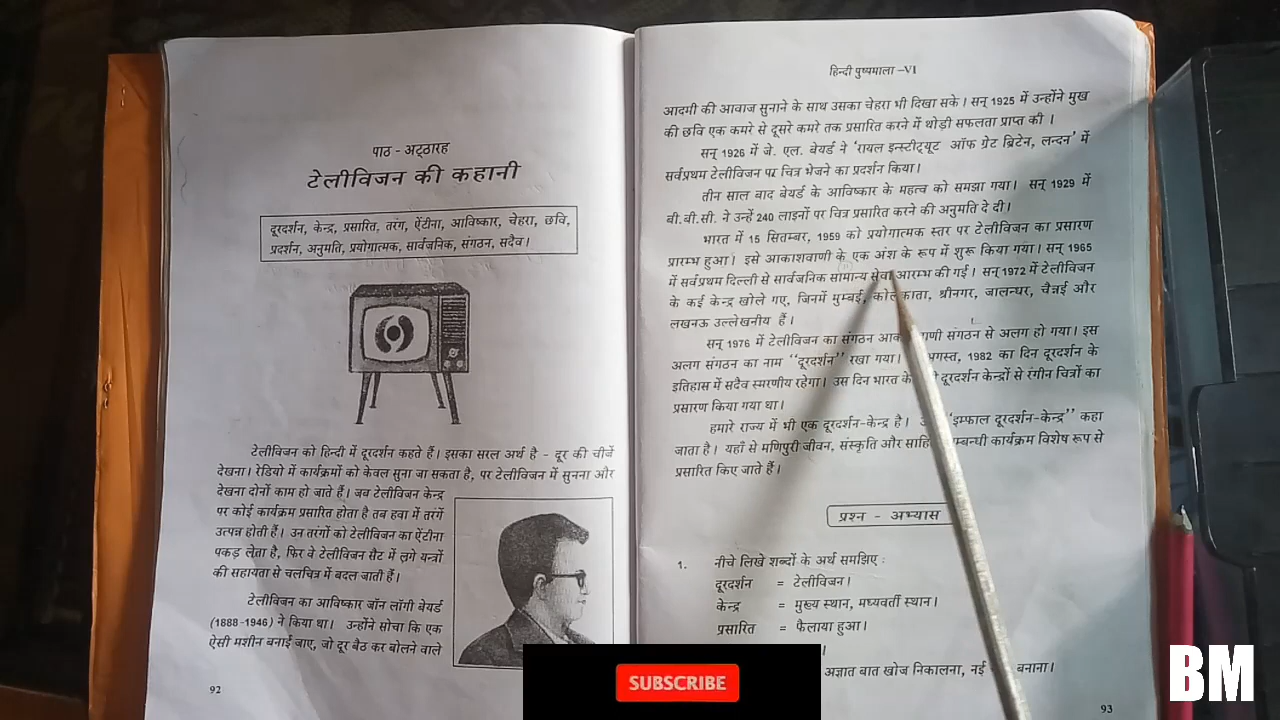 पाठ - अट्ठारह
टेलीविजन की कहानी
दूरदर्शन, केन्द्र, प्रसारित, तरंग, ऐंटीना, आविष्कार, चेहरा, छवि,
प्रदर्शन, अनुमति, प्रयोगात्मक, सार्वजनिक, संगठन, सदैव।
टेलीविजन को हिन्दी में दूरदर्शन कहते हैं। इसका सरल अर्थ है - दूर की चीजें
देखना। रेडियो में कार्यक्रमों को केवल सुना जा सकता है, पर टेलीविजन में सुनना और
देखना दोनों काम हो जाते हैं। जब टेलीविजन केन्द्र
पर कोई कार्यक्रम प्रसारित होता है तब हवा में तरंगें
उत्पन्न होती हैं। उन तरंगों को टेलीविजन का ऐंटीना
पकड़ लेता है, फिर वे टेलीविजन सैट में लगे यन्त्रों
की सहायता से चलचित्र में बदल जाती हैं।
टेलीविजन का आविष्कार जॉन लॉगी बेयर्ड
(1888-1946) ने किया था। उन्होंने सोचा कि एक
ऐसी मशीन बनाई जाए, जो दूर बैठ कर बोलने वाले
92
हिन्दी पुष्पमाला –VI
आदमी की आवाज सुनाने के साथ उसका चेहरा भी दिखा सके। सन् 1925 में उन्होंने मुख
की छवि एक कमरे से दूसरे कमरे तक प्रसारित करने में थोड़ी सफलता प्राप्त की ।
सन् 1926 में जे. एल. बेयर्ड ने 'रायल इन्स्टीट्यूट ऑफ ग्रेट ब्रिटेन, लन्दन' में
सर्वप्रथम टेलीविजन पर चित्र भेजने का प्रदर्शन किया।
तीन साल बाद बेयर्ड के आविष्कार के महत्व को समझा गया। सन् 1929 में
बी.बी.सी. ने उन्हें 240 लाइनों पर चित्र प्रसारित करने की अनुमति दे दी।
भारत में 15 सितम्बर, 1959 को प्रयोगात्मक स्तर पर टेलीविजन का प्रसारण
प्रारम्भ हुआ। इसे आकाशवाणी के एक अंश के रूप में शुरू किया गया। सन् 1965
में सर्वप्रथम दिल्ली से सार्वजनिक सामान्य सेवा आरम्भ की गई। सन् 1972 में टेलीविजन
के कई केन्द्र खोले गए, जिनमें मुम्बई, कोलकाता, श्रीनगर, जालन्धर, चैन्नई और
लखनऊ उल्लेखनीय हैं।
सन् 1976 में टेलीविजन का संगठन संगठन से अलग हो गया। इस
अलग संगठन का नाम "दूरदर्शन" रखा गया। 1982 का दिन दूरदर्शन के
इतिहास में सदैव स्मरणीय रहेगा। उस दिन भारत के दूरदर्शन केन्द्रों से रंगीन चित्रों का
प्रसारण किया गया था।
हमारे राज्य में भी एक दूरदर्शन-केन्द्र है। 'इम्फाल दूरदर्शन-केन्द्र" कहा
जाता है। यहाँ से मणिपुरी जीवन, संस्कृति और कार्यक्रम विशेष रूप से
प्रसारित किए जाते हैं।
प्रश्न - अभ्यास
1. नीचे लिखे शब्दों के अर्थ समझिए :
दूरदर्शन = टेलीविजन।
केन्द्र = मुख्य स्थान, मध्यवर्ती स्थान।
प्रसारित = फैलाया हुआ।
अज्ञात बात खोज निकालना, नई बनाना।
93
SUBSCRIBE
BM